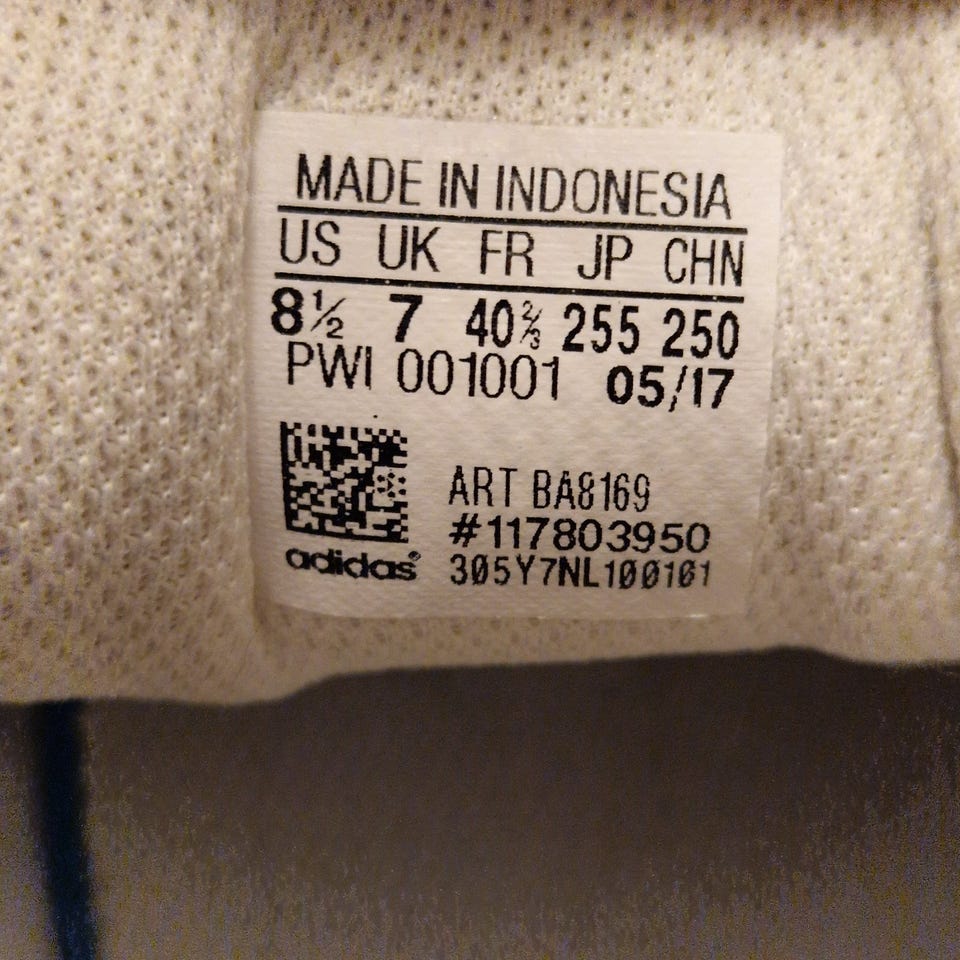 MADE IN INDONESIA
US UK FR JP CHN
8½ 7 40⅔ 255 250
PWI 001001 05/17
ART BA8169
#117803950
adidas®
305Y7NL100101